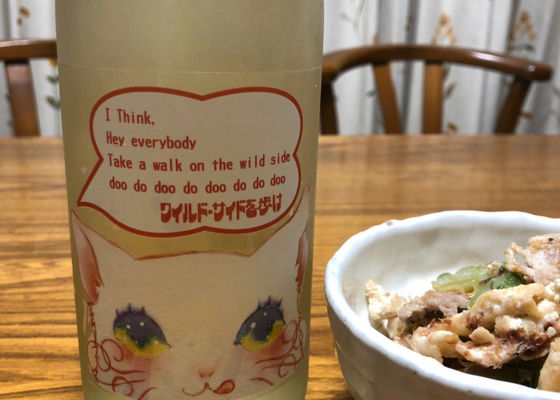 I Think,
Hey everybody
Take a walk on the wild side
doo do doo do doo do do doo
ワイルド・サイドを歩け